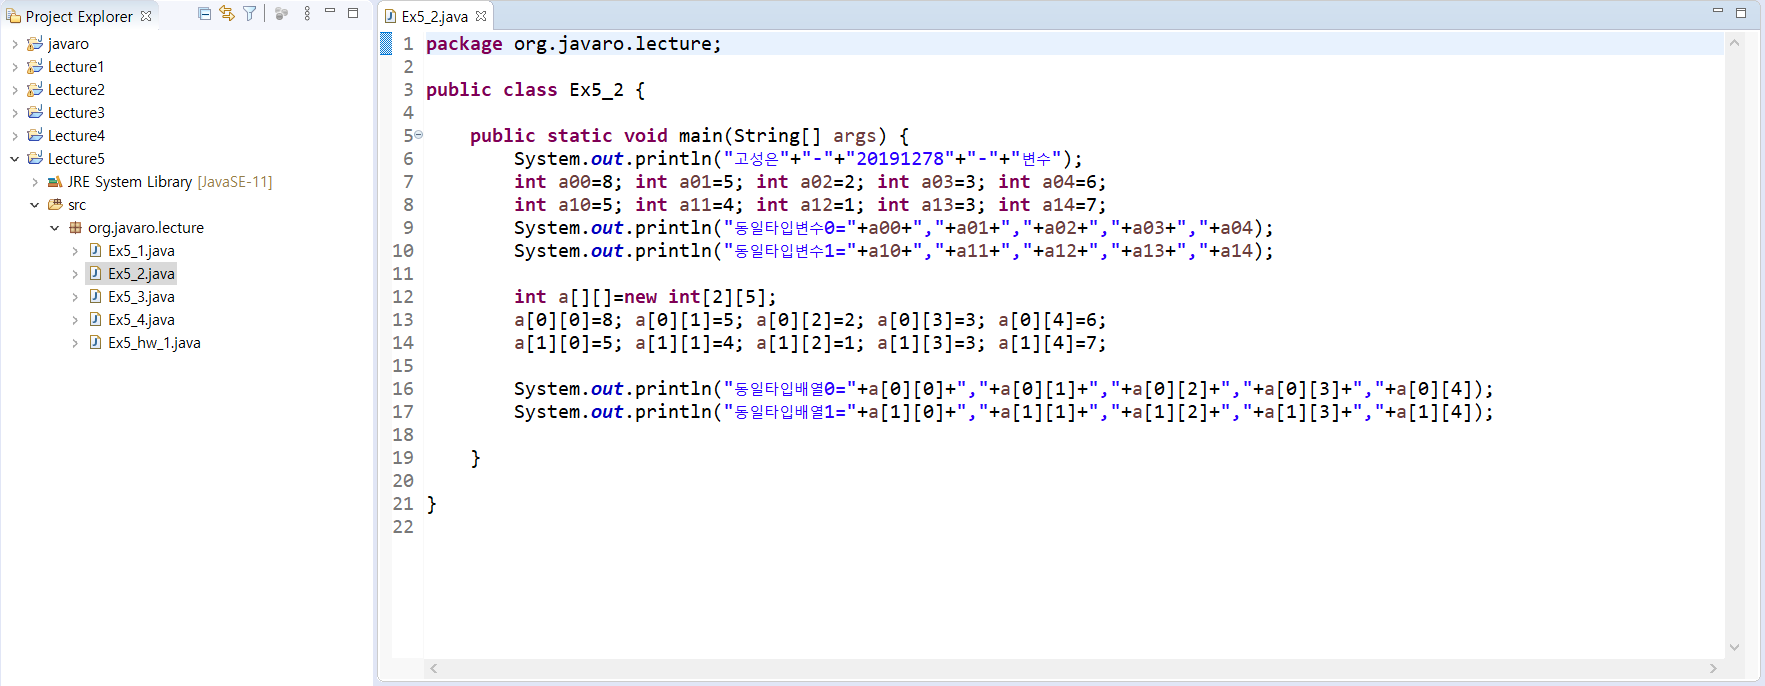 Project Explorer
javaro
Lecture1
Lecture2
Lecture3
Lecture4
Lecture5
JRE System Library [JavaSE-11]
src
org.javaro.lecture
Ex5_1.java
Ex5_2.java
Ex5_3.java
Ex5_4.java
Ex5_hw_1.java
Ex5_2.java
1 package org.javaro.lecture;
2
3 public class Ex5_2 {
4
5 public static void main(String[] args) {
6 System.out.println("고성은"+"-"+"20191278"+"-"+"변수");
7 int a00=8; int a01=5; int a02=2; int a03=3; int a04=6;
8 int a10=5; int a11=4; int a12=1; int a13=3; int a14=7;
9 System.out.println("동일타입변수0="+a00+","+a01+","+a02+","+a03+","+a04);
10 System.out.println("동일타입변수1="+a10+","+a11+","+a12+","+a13+","+a14);
11
12 int a[][]=new int[2][5];
13 a[0][0]=8; a[0][1]=5; a[0][2]=2; a[0][3]=3; a[0][4]=6;
14 a[1][0]=5; a[1][1]=4; a[1][2]=1; a[1][3]=3; a[1][4]=7;
15
16 System.out.println("동일타입배열0="+a[0][0]+","+a[0][1]+","+a[0][2]+","+a[0][3]+","+a[0][4]);
17 System.out.println("동일타입배열1="+a[1][0]+","+a[1][1]+","+a[1][2]+","+a[1][3]+","+a[1][4]);
18
19 }
20
21 }
22